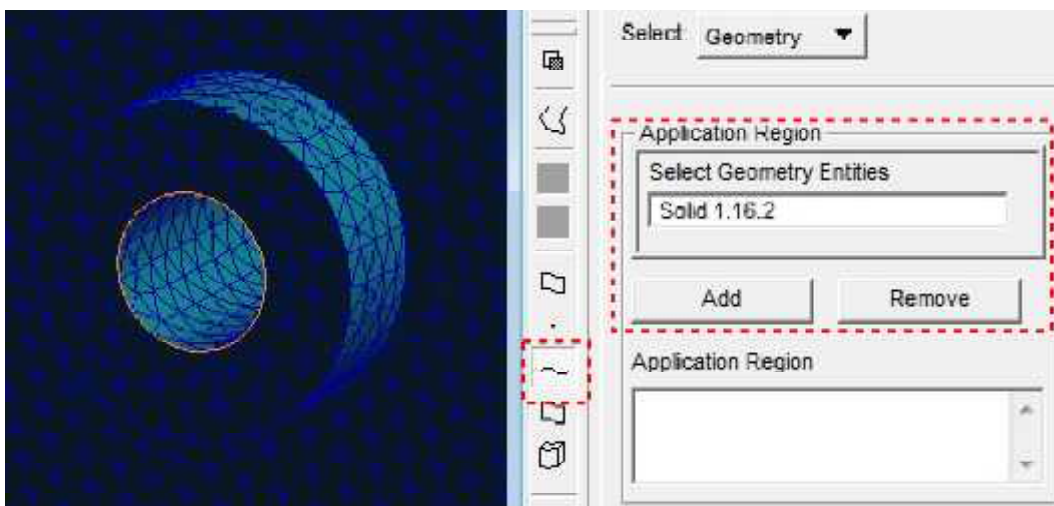 Select Geometry
Application Region
Select Geometry Entities
Solid 1.16.2
Add Remove
Application Region